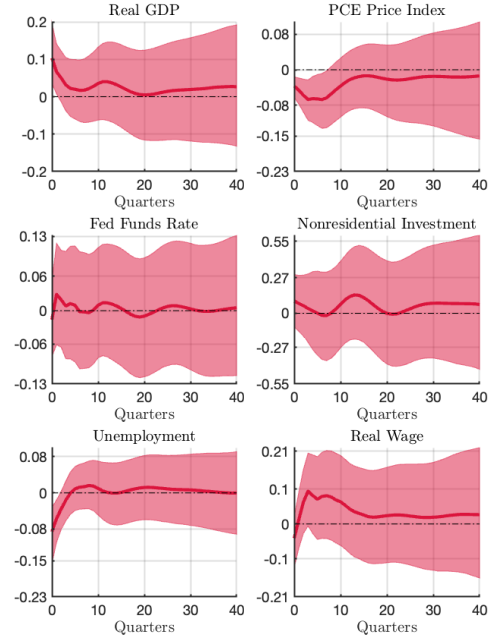 Real GDP
0.2
0.1
0
-0.1
-0.2
0 10 20 30 40
Quarters
PCE Price Index
0.08
0
-0.08
-0.15
-0.23
0 10 20 30 40
Quarters
Fed Funds Rate
0.13
0.06
0
-0.06
-0.13
0 10 20 30 40
Quarters
Nonresidential Investment
0.55
0.27
0
-0.27
-0.55
0 10 20 30 40
Quarters
Unemployment
0.08
0
-0.08
-0.15
-0.23
0 10 20 30 40
Quarters
Real Wage
0.21
0.1
0
-0.1
-0.21
0 10 20 30 40
Quarters